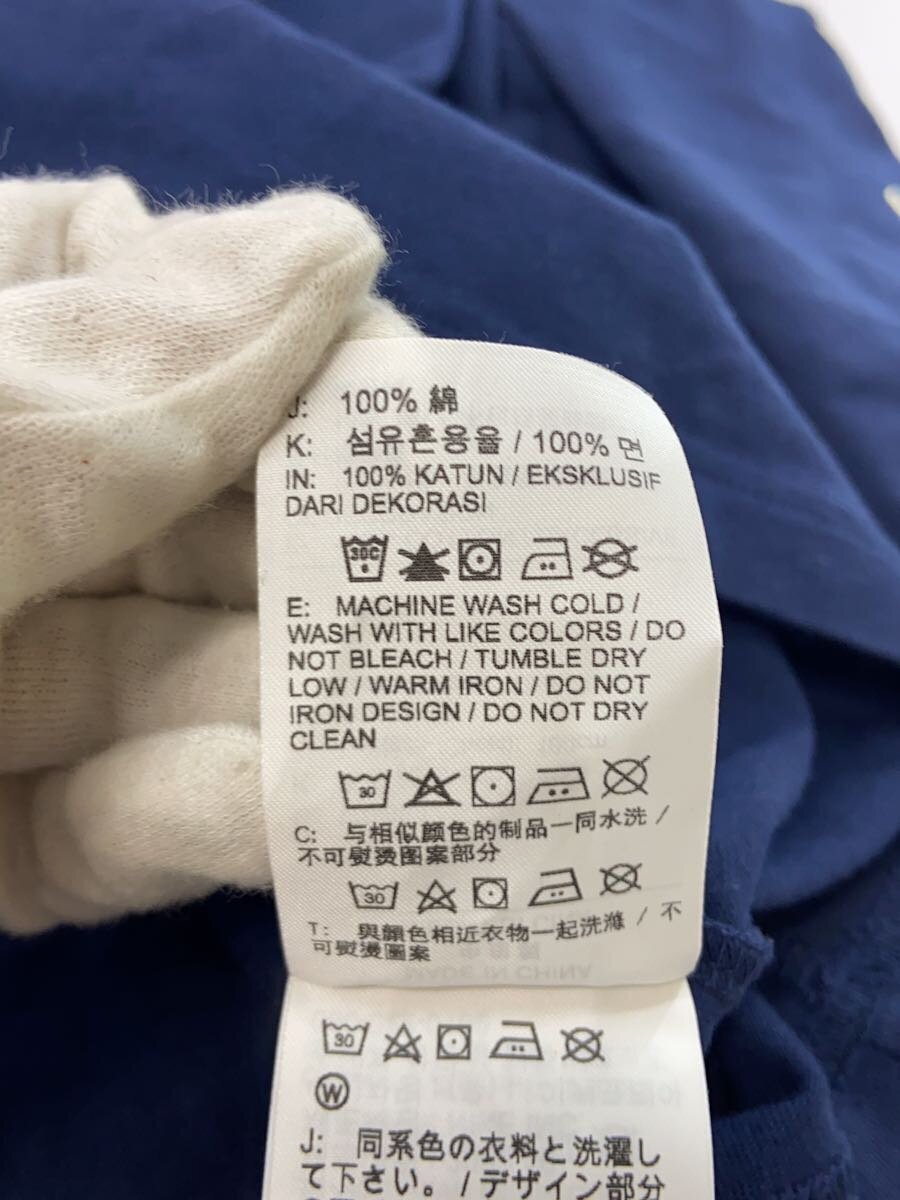 J: 100% 綿
K: 섬유혼용율 / 100% 면
IN: 100% KATUN / EKSKLUSIF
DARI DEKORASI
30C
E: MACHINE WASH COLD /
WASH WITH LIKE COLORS / DO
NOT BLEACH / TUMBLE DRY
LOW / WARM IRON / DO NOT
IRON DESIGN / DO NOT DRY
CLEAN
30
C: 与相似颜色的制品一同水洗 /
不可熨烫图案部分
30
T: 與顏色相近衣物一起洗滌 / 不
可熨燙圖案
MADE IN CHINA
30
W
J: 同系色の衣料と洗濯し
て下さい。/ デザイン部分